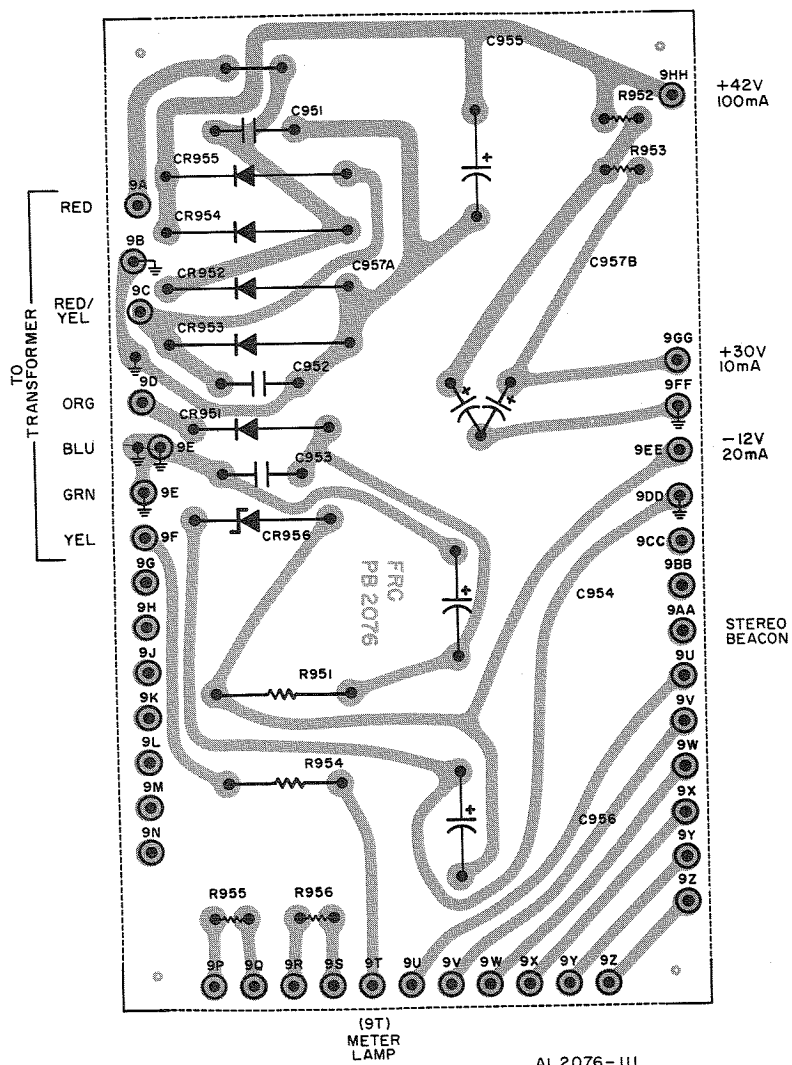 C955
9HH
+42V
100mA
R952
C951
R953
CR955
9A
RED
CR954
9B
C957A
C957B
CR952
9C
RED/
YEL
CR953
9GG
+30V
10mA
C952
TO
TRANSFORMER
9D
9FF
ORG
CR951
BLU
9E
9EE
-12V
20mA
C953
GRN
9E
9DD
YEL
9F
CR956
9CC
9G
FRC
PB 2076
9BB
C954
9H
9AA
STEREO
BEACON
9J
9U
R951
9K
9V
9L
9W
R954
9M
9X
C956
9N
9Y
9Z
R955
R956
9P
9Q
9R
9S
9T
9U
9V
9W
9X
9Y
9Z
(9T)
METER
LAMP
AL2076-111